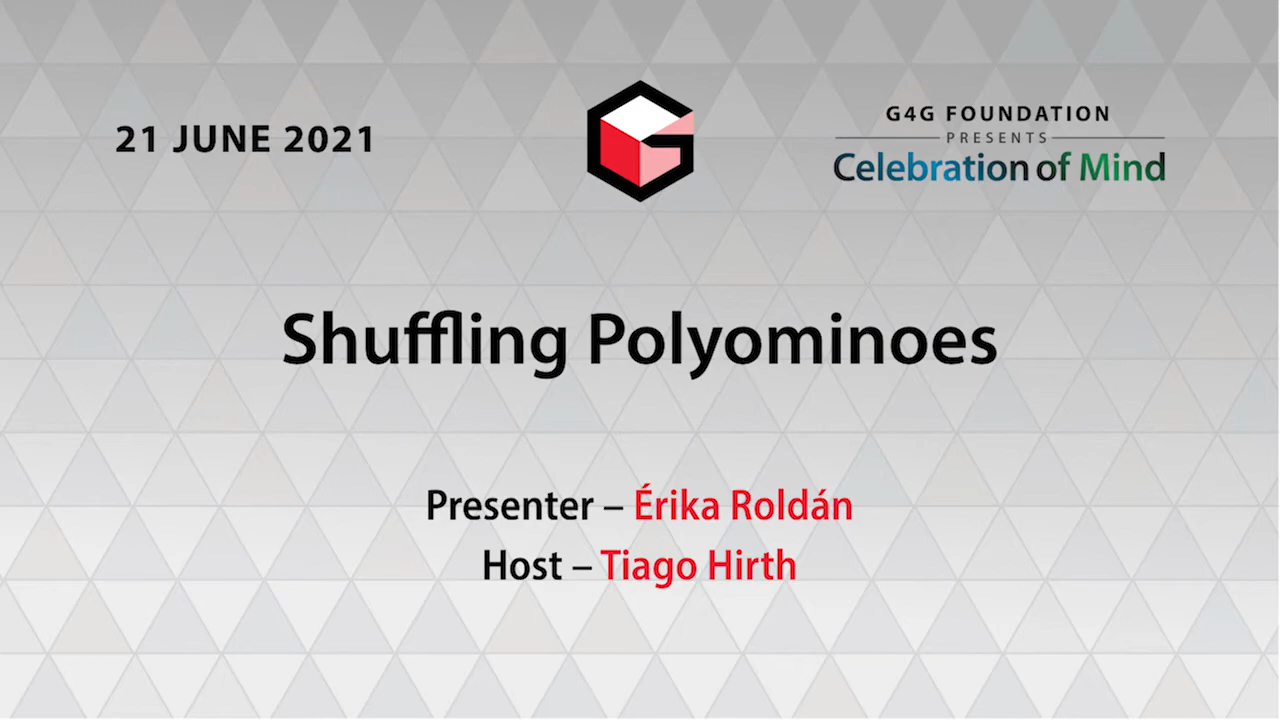 21 JUNE 2021
G4G FOUNDATION
PRESENTS
Celebration of Mind
Shuffling Polyominoes
Presenter – Érika Roldán
Host – Tiago Hirth